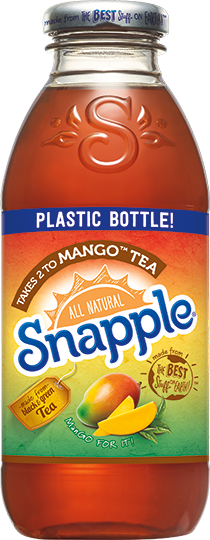 made from THE BEST Stuff ON EARTH!
PLASTIC BOTTLE!
TAKES 2 TO MANGO™ TEA
ALL NATURAL
Snapple®
made from
THE BEST
Stuff on EARTH!
made from
black & green
Tea
MANGO FOR IT!